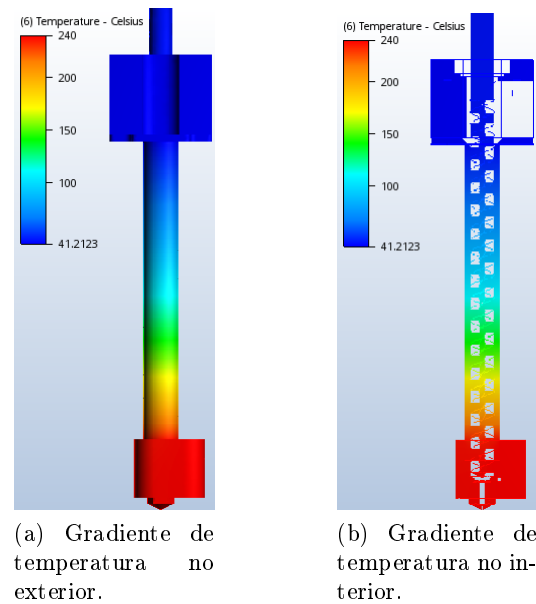 (6) Temperature - Celsius
240
200
150
100
41.2123
(6) Temperature - Celsius
240
200
150
100
41.2123
(a) Gradiente de
temperatura no
exterior.
(b) Gradiente de
temperatura no in-
terior.